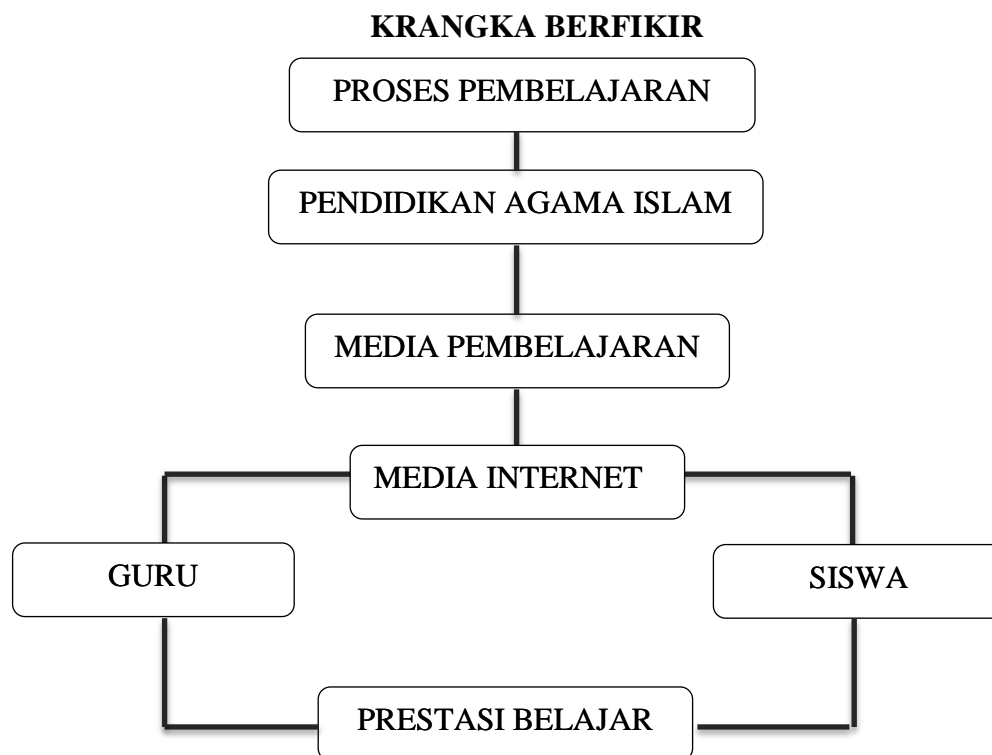 KRANGKA BERFIKIR
PROSES PEMBELAJARAN
PENDIDIKAN AGAMA ISLAM
MEDIA PEMBELAJARAN
MEDIA INTERNET
GURU
SISWA
PRESTASI BELAJAR